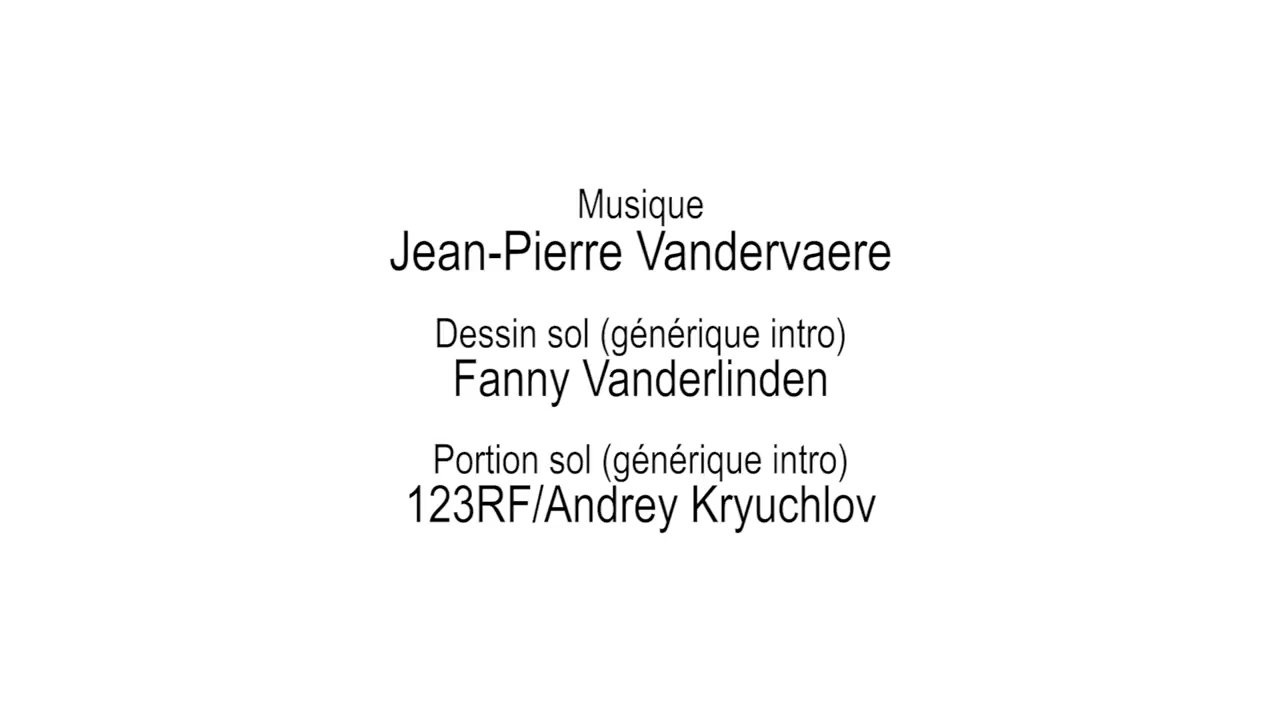 Musique
Jean-Pierre Vandervaere
Dessin sol (générique intro)
Fanny Vanderlinden
Portion sol (générique intro)
123RF/Andrey Kryuchlov